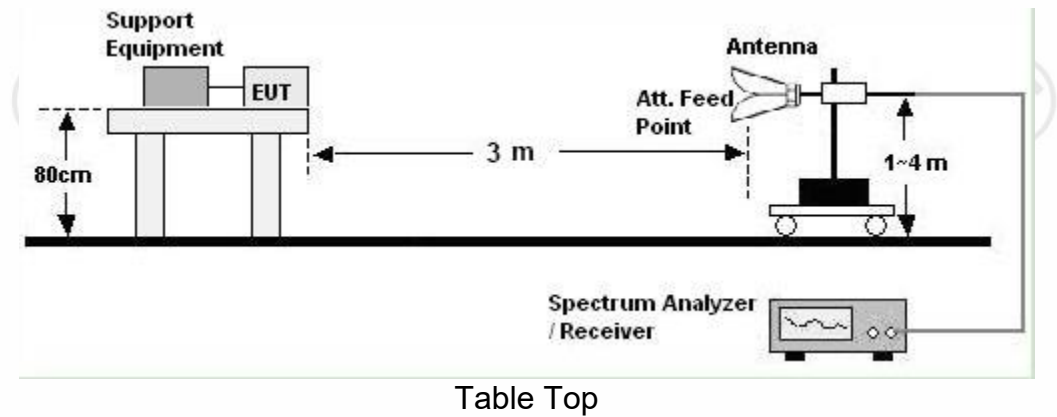 Support
Equipment
EUT
80cm
3 m
Antenna
Att. Feed
Point
1~4 m
Spectrum Analyzer
/ Receiver
Table Top